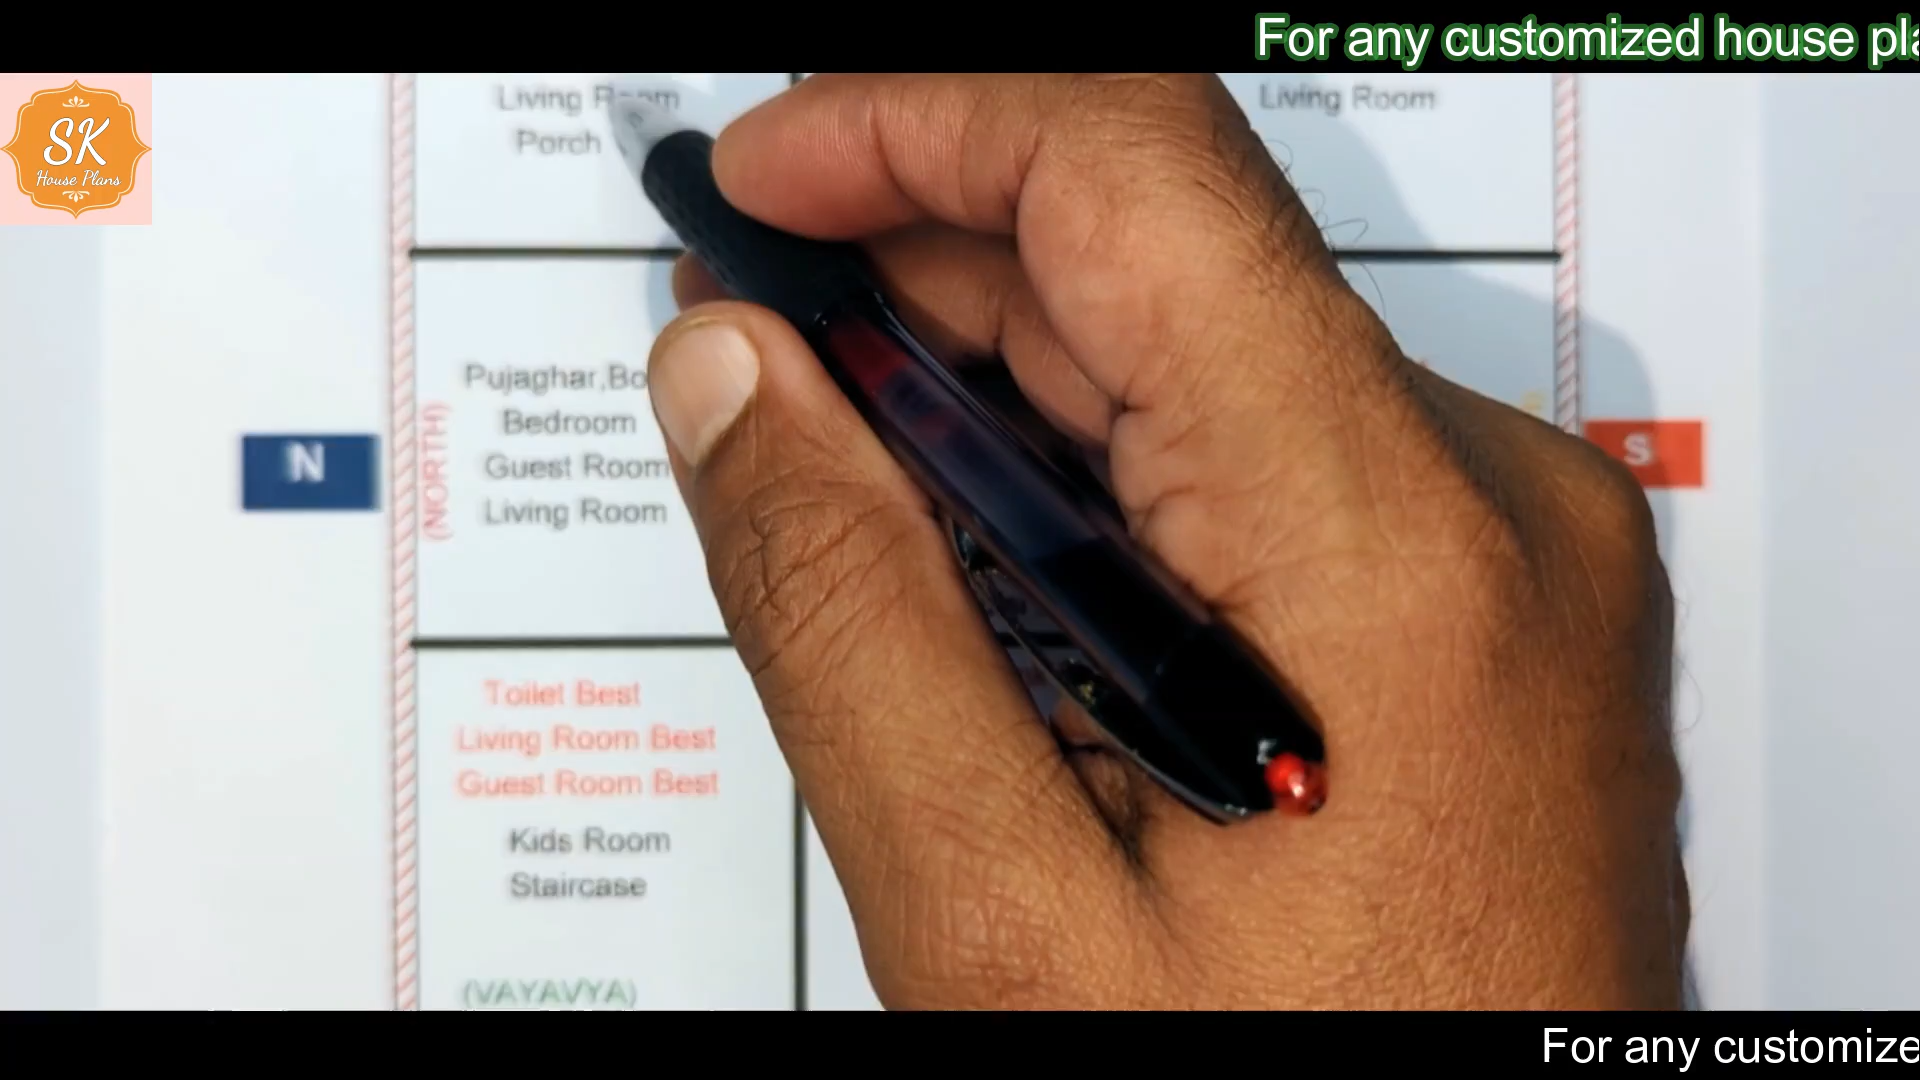 For any customized house pla
SK
House Plans
Living Room
Porch
Living Room
Pujaghar,Bo
Bedroom
Guest Room
Living Room
(NORTH)
N
S
Toilet Best
Living Room Best
Guest Room Best
Kids Room
Staircase
(VAYAVYA)
For any customize